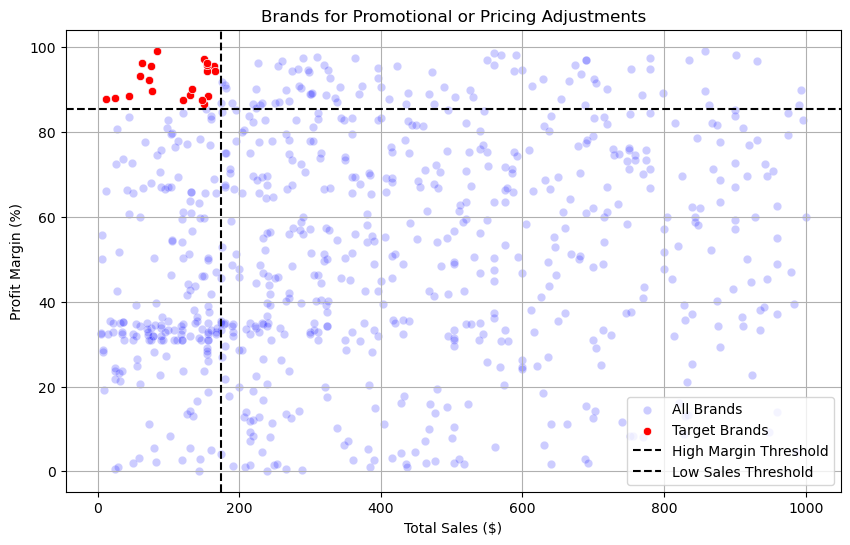 Brands for Promotional or Pricing Adjustments
Profit Margin (%)
100
80
60
40
20
0
0 200 400 600 800 1000
Total Sales ($)
All Brands
Target Brands
High Margin Threshold
Low Sales Threshold